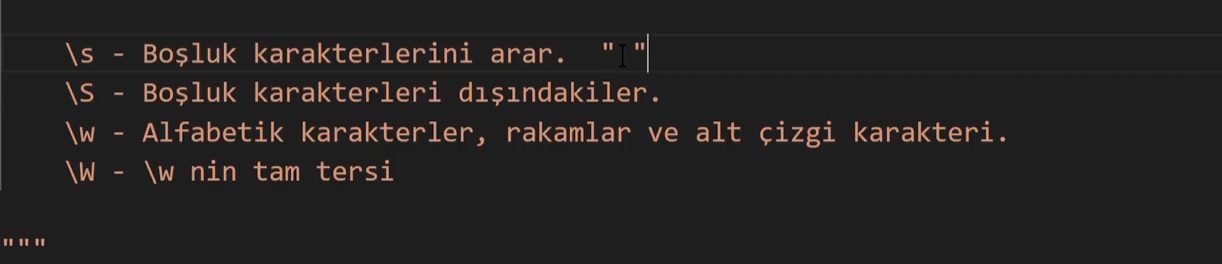 \s - Boşluk karakterlerini arar.  " "
\S - Boşluk karakterleri dışındakiler.
\w - Alfabetik karakterler, rakamlar ve alt çizgi karakteri.
\W - \w nin tam tersi
"""